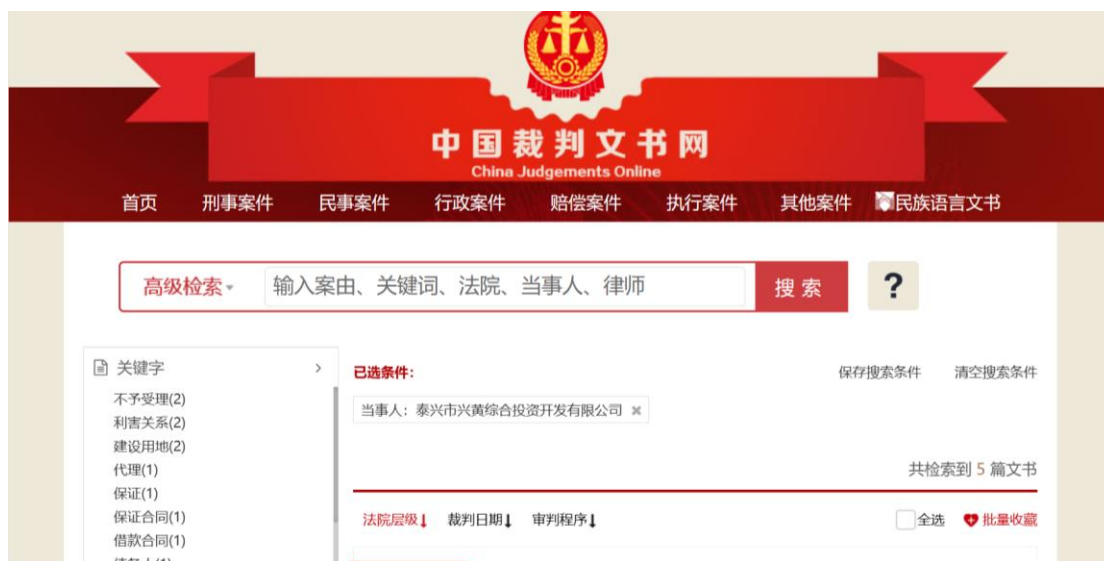 中国裁判文书网
China Judgements Online
首页 刑事案件 民事案件 行政案件 赔偿案件 执行案件 其他案件 民族语言文书
高级检索 输入案由、关键词、法院、当事人、律师 搜索 ?
关键字 >
不予受理(2)
利害关系(2)
建设用地(2)
代理(1)
保证(1)
保证合同(1)
借款合同(1)
已选条件：
保存搜索条件 清空搜索条件
当事人：泰兴市兴黄综合投资开发有限公司
共检索到 5 篇文书
法院层级 裁判日期 审判程序
全选 批量收藏